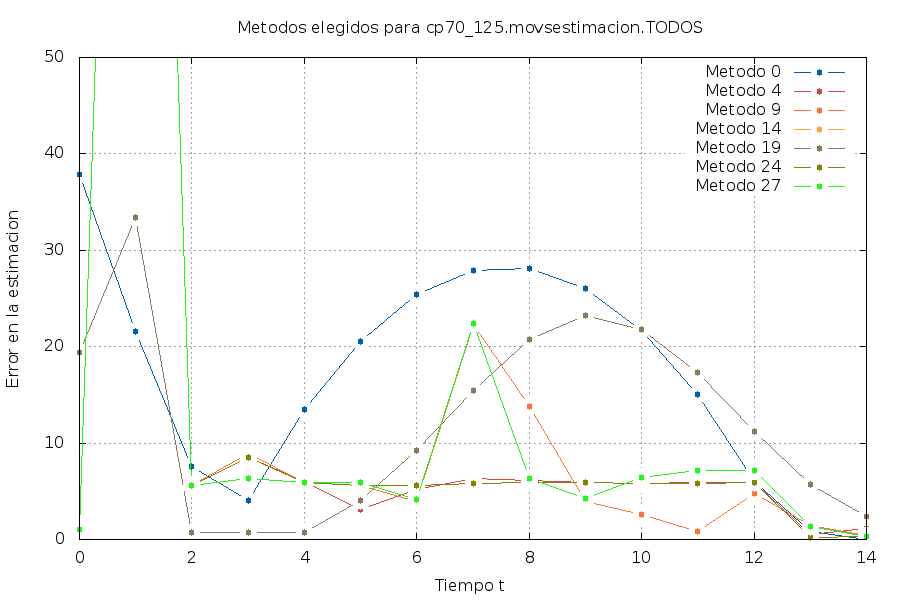 Metodos elegidos para cp70_125.movsestimacion.TODOS
50
40
30
20
10
0
Error en la estimacion
Metodo 0
Metodo 4
Metodo 9
Metodo 14
Metodo 19
Metodo 24
Metodo 27
0 2 4 6 8 10 12 14
Tiempo t